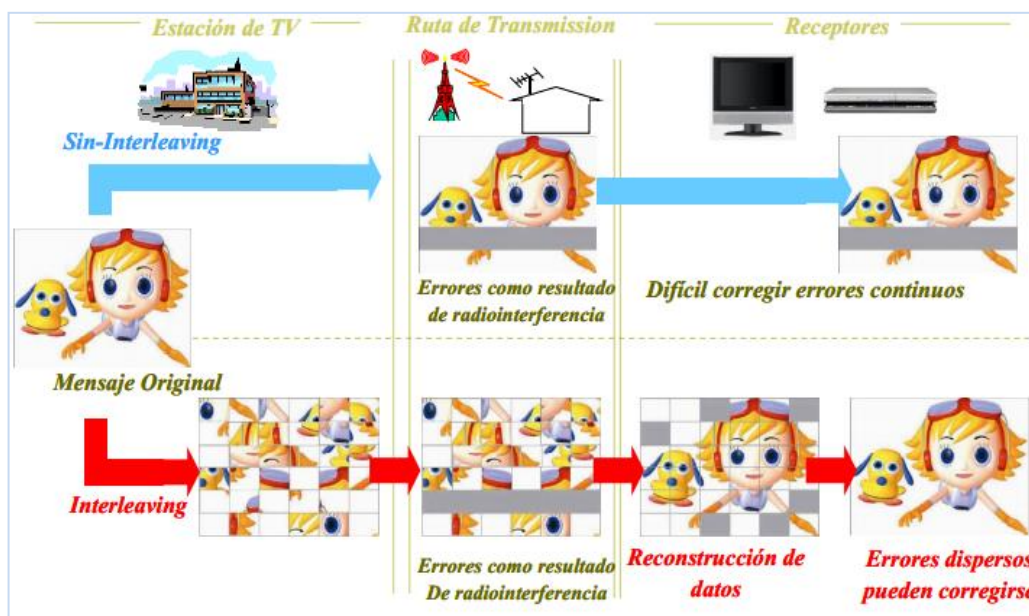 Estación de TV
Ruta de Transmission
Receptores
Sin-Interleaving
Errores como resultado
de radiointerferencia
Difícil corregir errores continuos
Mensaje Original
Interleaving
Errores como resultado
De radiointerferencia
Reconstrucción de
datos
Errores dispersos
pueden corregirse